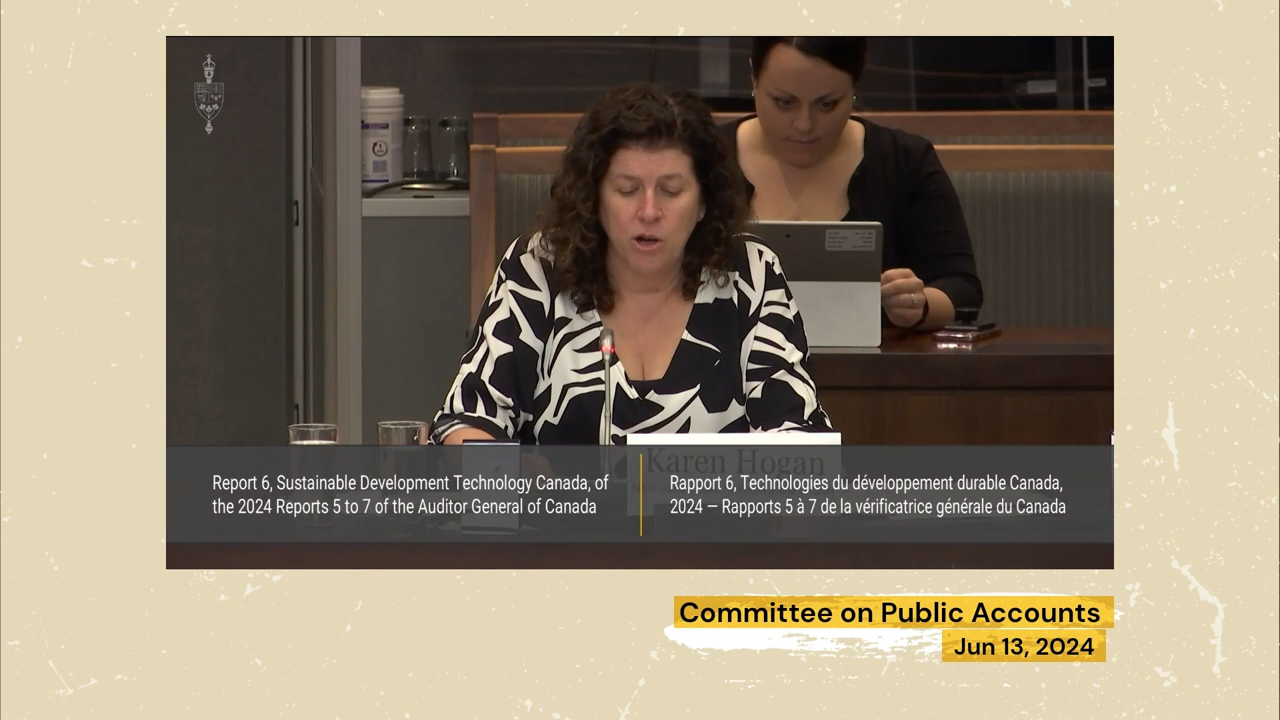 Karen Hogan
Report 6, Sustainable Development Technology Canada, of
the 2024 Reports 5 to 7 of the Auditor General of Canada
Rapport 6, Technologies du développement durable Canada,
2024 – Rapports 5 à 7 de la vérificatrice générale du Canada
Committee on Public Accounts
Jun 13, 2024